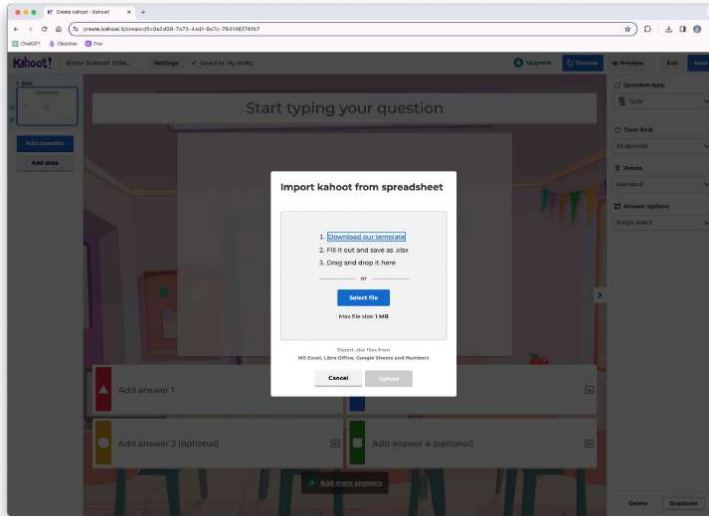 Create kahoot - Kahoot!
ChatGPT
Kahoot!
Enter kahoot title...
Settings
✓ Saved to: My drafts
Upgrade
Themes
Preview
Exit
Save
1 Quiz
Question
Add question
Add slide
Start typing your question
Import kahoot from spreadsheet
1. Download our template
2. Fill it out and save as .xlsx
3. Drag and drop it here
or
Select file
Max file size: 1 MB
Export .xlsx files from
MS Excel, Libre Office, Google Sheets and Numbers
Cancel
Upload
Add answer 1
Add answer 3 (optional)
Add answer 4 (optional)
Add more answers
Question type
Quiz
Time limit
20 seconds
Points
Standard
Answer options
Single select
Delete
Duplicate